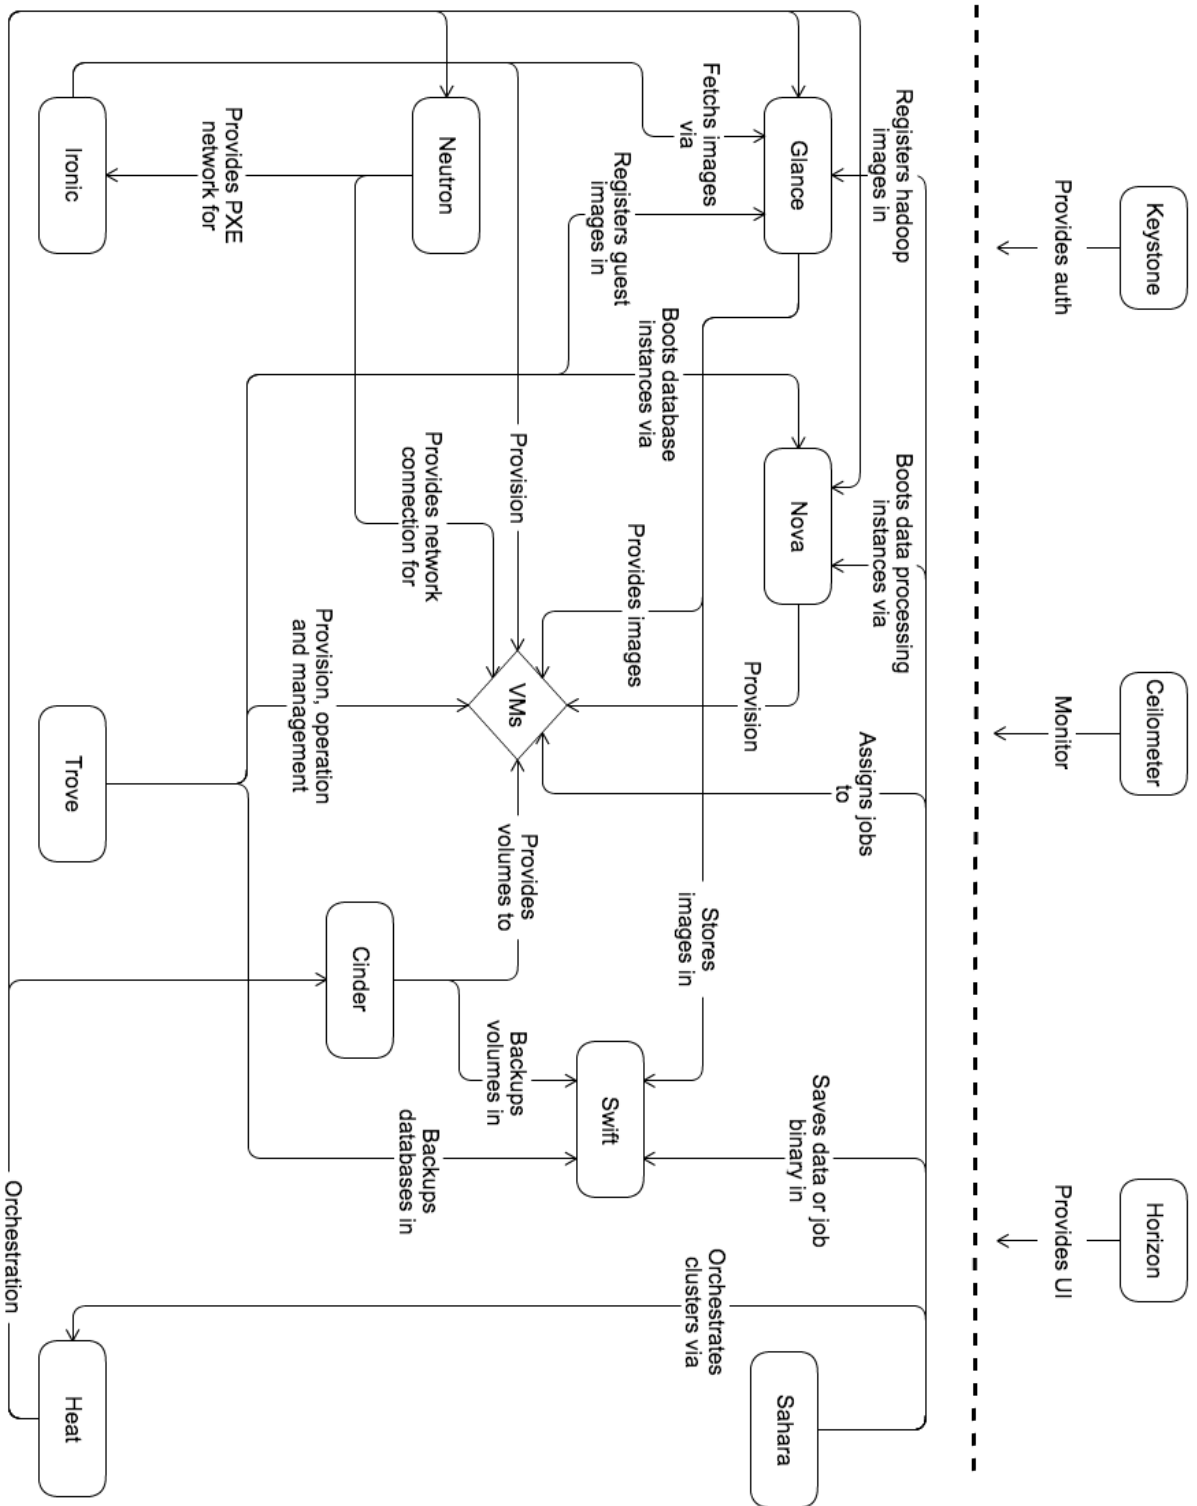 Keystone
Ceilometer
Horizon
Provides auth
Monitor
Provides UI
Registers hadoop
images in
Boots data processing
instances via
Assigns jobs
to
Saves data or job
binary in
Sahara
Glance
Nova
Provision
Fetchs images
via
Stores
images in
Orchestrates
clusters via
Registers guest
images in
Boots database
instances via
Provides images
Swift
VMs
Provision
Provides
volumes to
Backups
volumes in
Neutron
Provides network
connection for
Cinder
Backups
databases in
Provides PXE
network for
Provision, operation
and management
Ironic
Trove
Heat
Orchestration